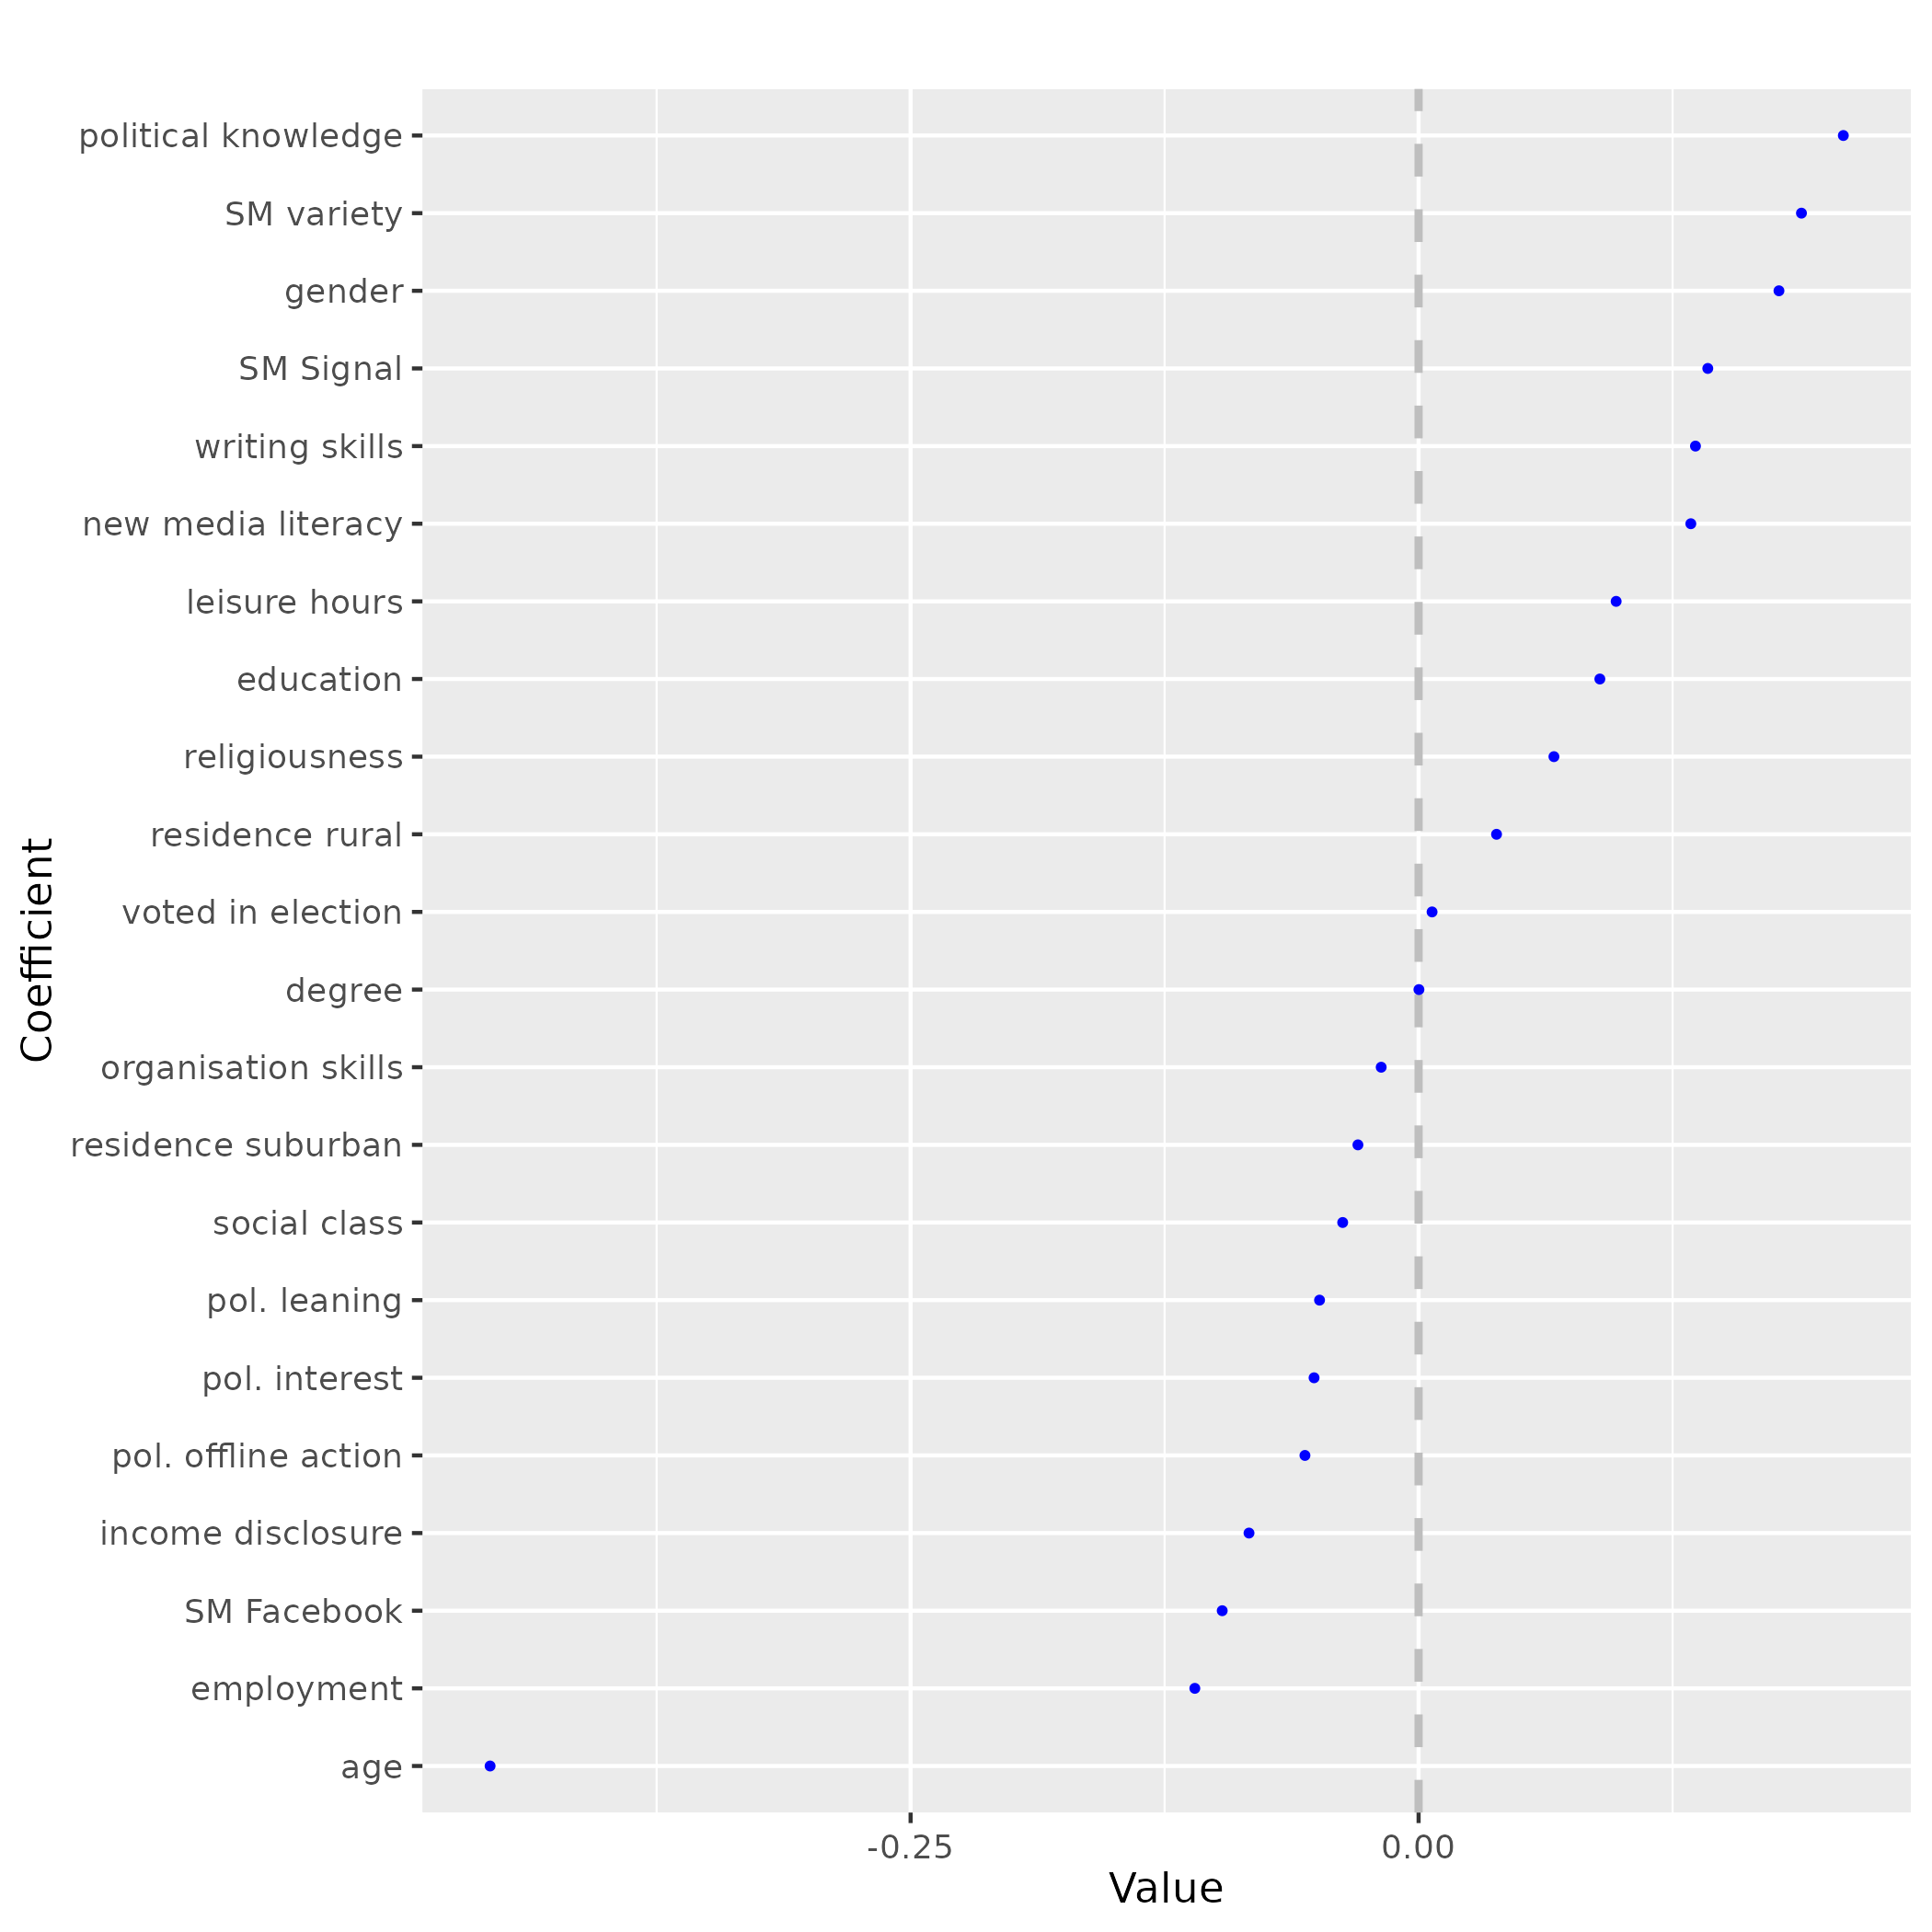 political knowledge
SM variety
gender
SM Signal
writing skills
new media literacy
leisure hours
education
religiousness
residence rural
voted in election
degree
organisation skills
residence suburban
social class
pol. leaning
pol. interest
pol. offline action
income disclosure
SM Facebook
employment
age
Coefficient
-0.25
0.00
Value